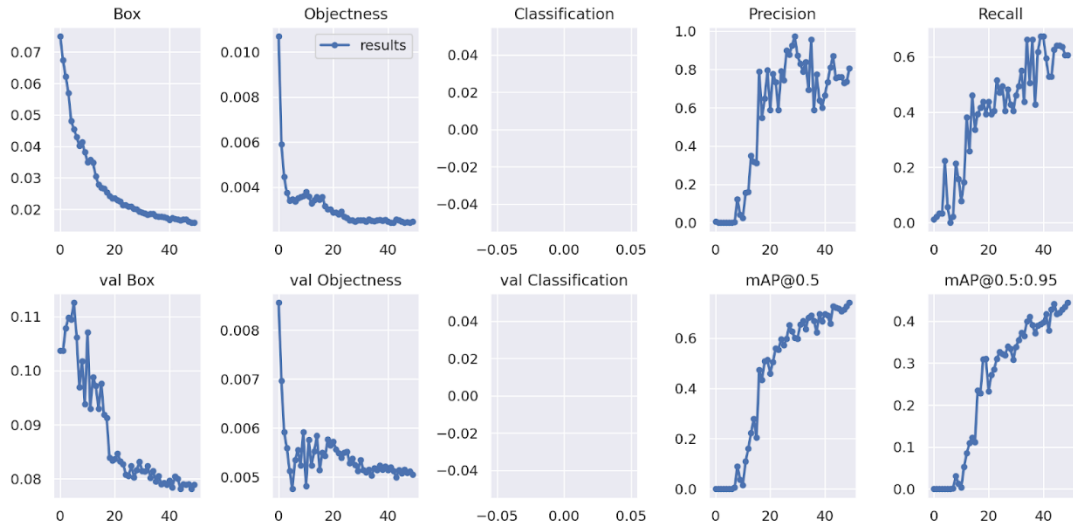 Box
0.07
0.06
0.05
0.04
0.03
0.02
0 20 40
Objectness
results
0.010
0.008
0.006
0.004
0 20 40
Classification
0.04
0.02
0.00
−0.02
−0.04
−0.05 0.00 0.05
Precision
1.0
0.8
0.6
0.4
0.2
0.0
0 20 40
Recall
0.6
0.4
0.2
0.0
0 20 40
val Box
0.11
0.10
0.09
0.08
0 20 40
val Objectness
0.008
0.007
0.006
0.005
0 20 40
val Classification
0.04
0.02
0.00
−0.02
−0.04
−0.05 0.00 0.05
mAP@0.5
0.6
0.4
0.2
0.0
0 20 40
mAP@0.5:0.95
0.4
0.3
0.2
0.1
0.0
0 20 40